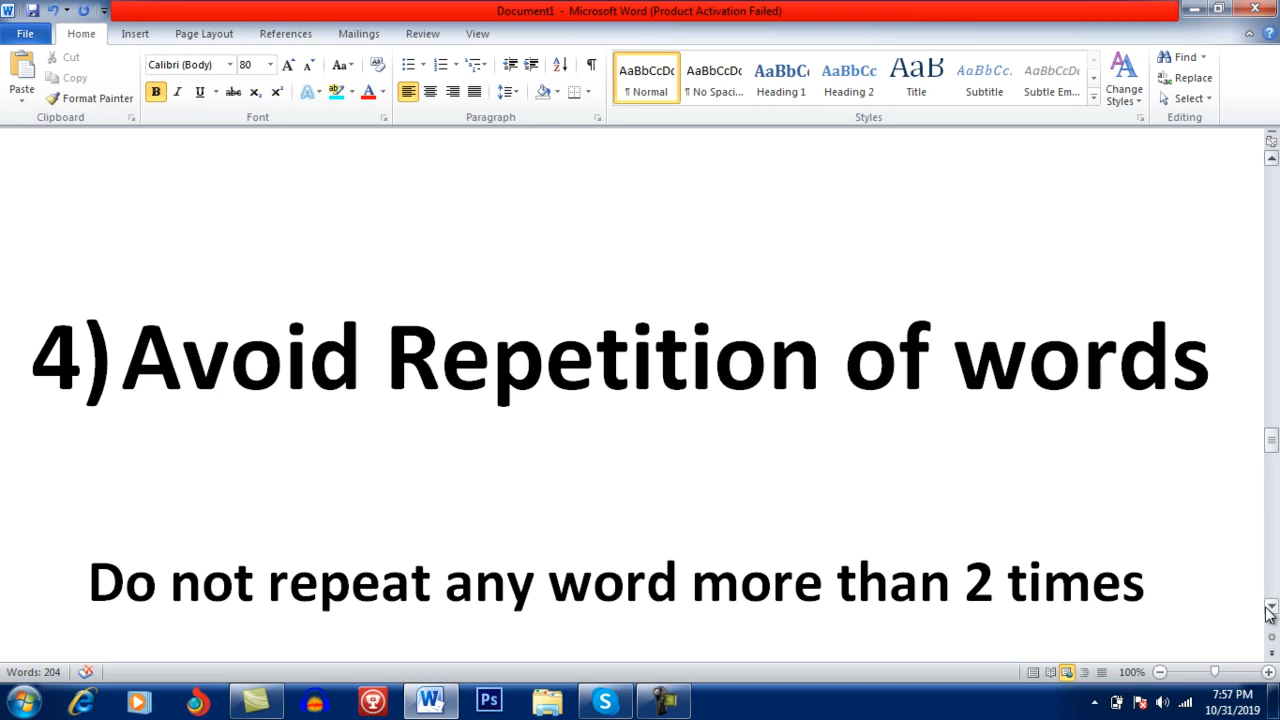 Document1 - Microsoft Word (Product Activation Failed)
File Home Insert Page Layout References Mailings Review View
Cut
Copy
Format Painter
Paste
Calibri (Body) 80
AaBbCcDc AaBbCcDc AaBbC AaBbCc AaB AaBbCc. AaBbCcDc
¶ Normal ¶ No Spaci... Heading 1 Heading 2 Title Subtitle Subtle Em...
Change
Styles
Find
Replace
Select
Clipboard Font Paragraph Styles Editing
4) Avoid Repetition of words
Do not repeat any word more than 2 times
Words: 204 100%
7:57 PM
10/31/2019